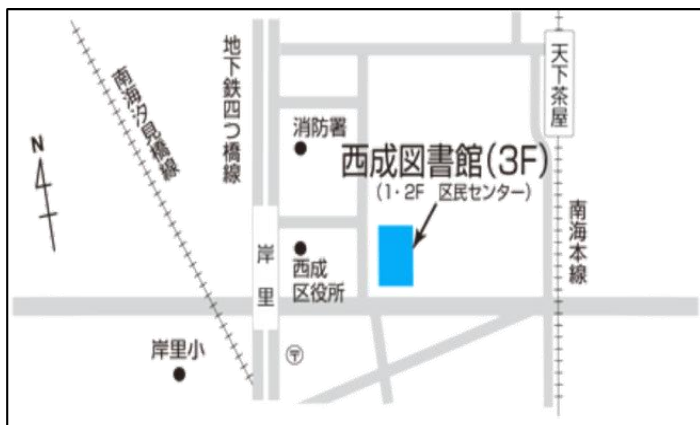 地下鉄四つ橋線
南海汐見橋線
天下茶屋
N
消防署
西成図書館(3F)
(1・2F 区民センター)
南海本線
岸里
西成
区役所
岸里小
〒